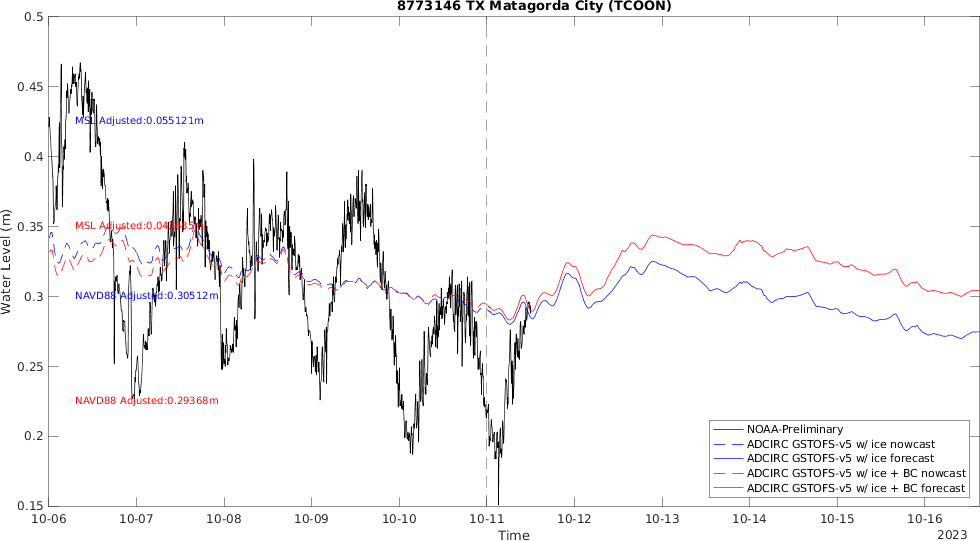 8773146 TX Matagorda City (TCOON)
0.5
0.45
0.4
0.35
0.3
0.25
0.2
0.15
Water Level (m)
MSL Adjusted:0.055121m
MSL Adjusted:
NAVD88 Adjusted:0.30512m
NAVD88 Adjusted:0.29368m
NOAA-Preliminary
ADCIRC GSTOFS-v5 w/ ice nowcast
ADCIRC GSTOFS-v5 w/ ice forecast
ADCIRC GSTOFS-v5 w/ ice + BC nowcast
ADCIRC GSTOFS-v5 w/ ice + BC forecast
10-06 10-07 10-08 10-09 10-10 10-11 10-12 10-13 10-14 10-15 10-16
Time
2023